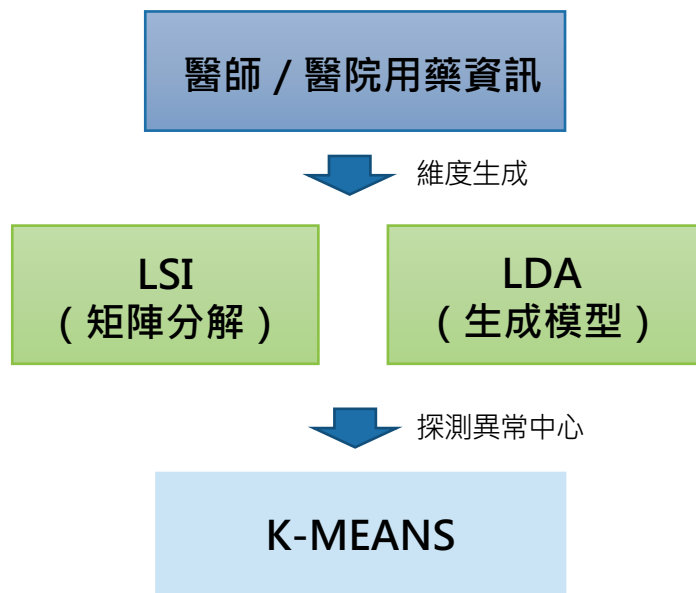 醫師 / 醫院用藥資訊
維度生成
LSI
( 矩陣分解 )
LDA
( 生成模型 )
探測異常中心
K-MEANS